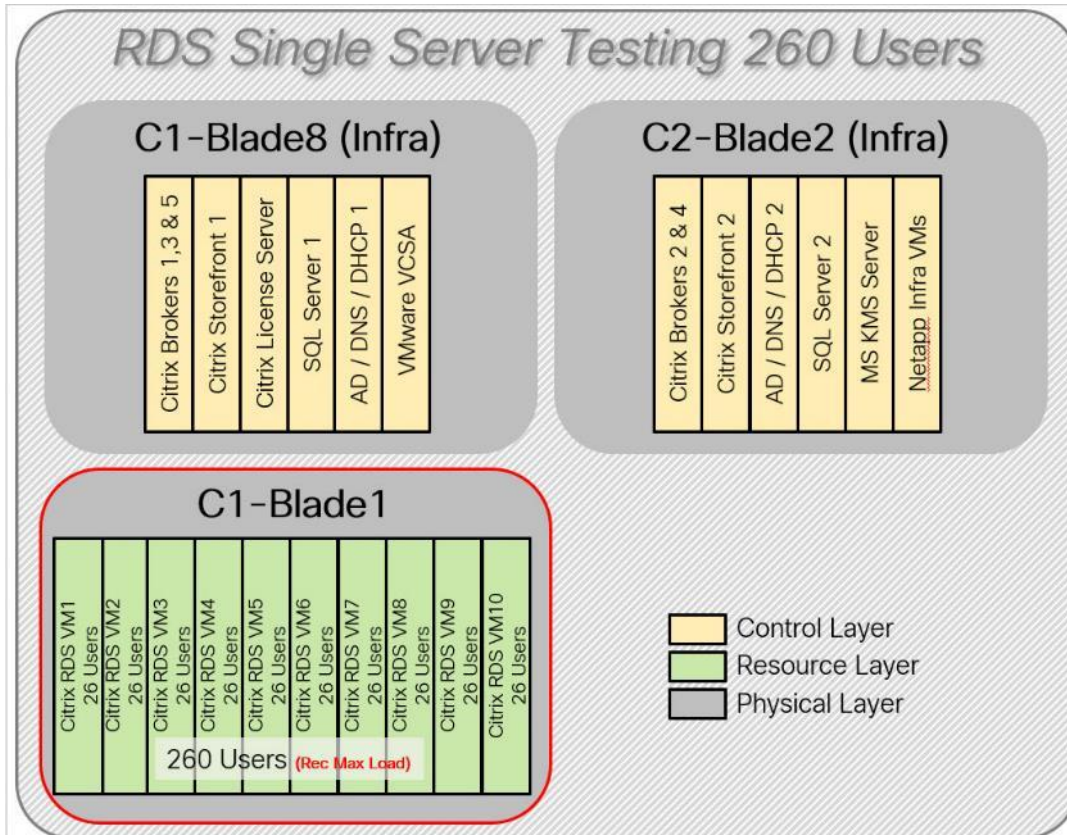 RDS Single Server Testing 260 Users
C1-Blade8 (Infra)
Citrix Brokers 1,3 & 5
Citrix Storefront 1
Citrix License Server
SQL Server 1
AD / DNS / DHCP 1
VMware VCSA
C2-Blade2 (Infra)
Citrix Brokers 2 & 4
Citrix Storefront 2
AD / DNS / DHCP 2
SQL Server 2
MS KMS Server
Netapp Infra VMs
C1-Blade1
Citrix RDS VM1
26 Users
Citrix RDS VM2
26 Users
Citrix RDS VM3
26 Users
Citrix RDS VM4
26 Users
Citrix RDS VM5
26 Users
Citrix RDS VM6
26 Users
Citrix RDS VM7
26 Users
Citrix RDS VM8
26 Users
Citrix RDS VM9
26 Users
Citrix RDS VM10
26 Users
260 Users (Rec Max Load)
Control Layer
Resource Layer
Physical Layer